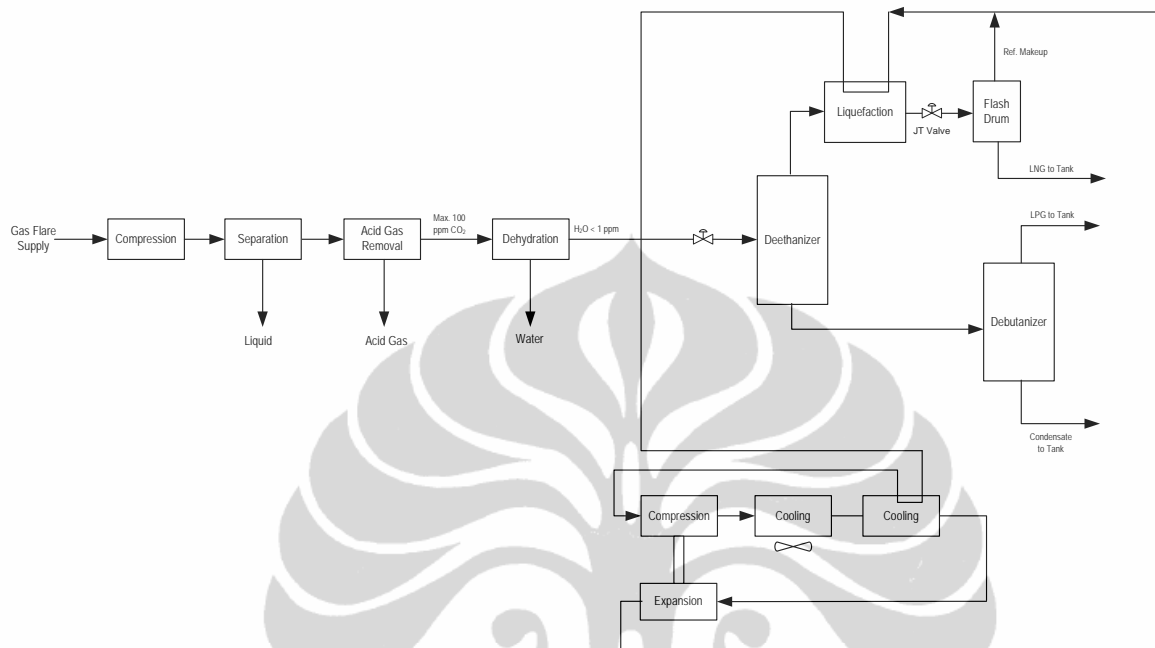 Ref. Makeup
Liquefaction
Flash
Drum
JT Valve
LNG to Tank
LPG to Tank
Gas Flare
Supply
Compression
Separation
Acid Gas
Removal
Max. 100
ppm CO₂
Dehydration
H₂O < 1 ppm
Deethanizer
Debutanizer
Liquid
Acid Gas
Water
Condensate
to Tank
Compression
Cooling
Cooling
Expansion